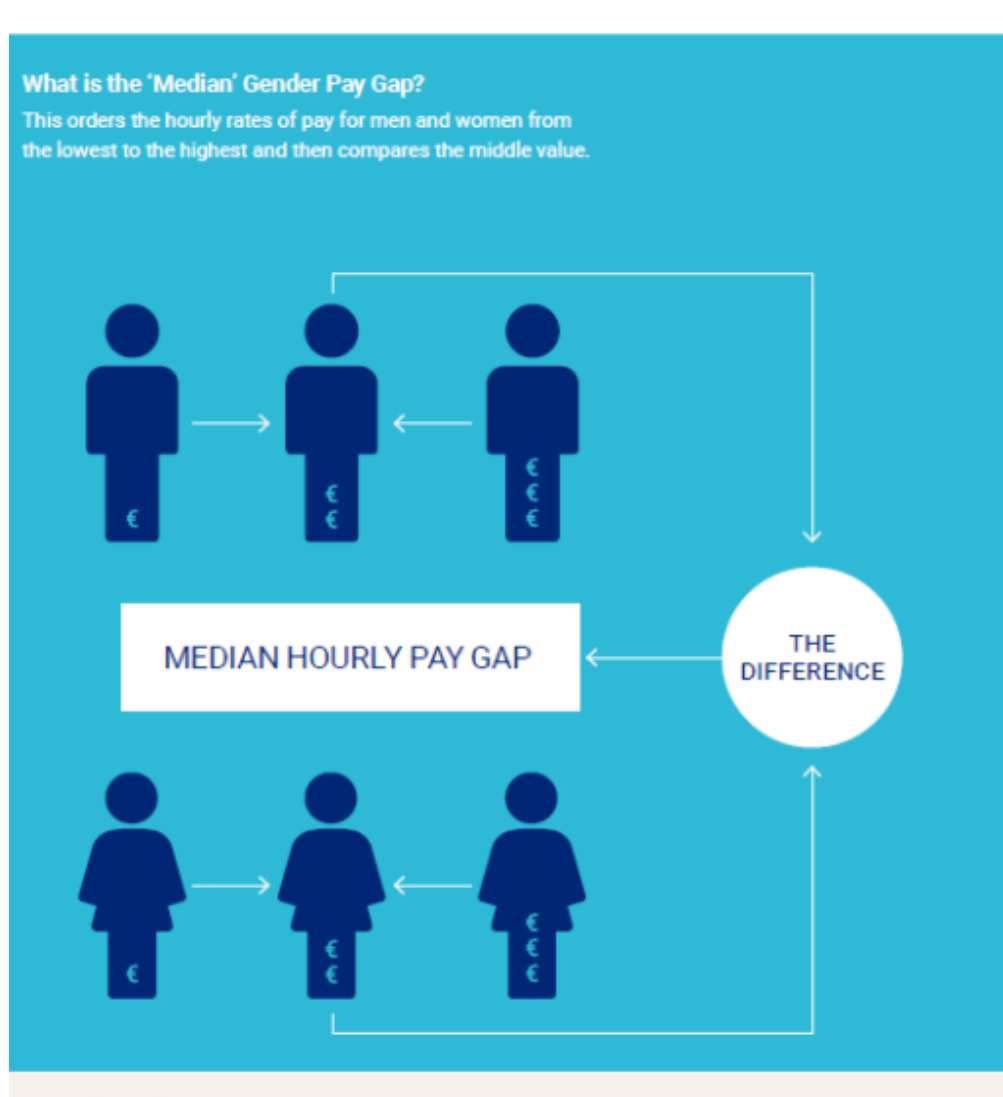 What is the ‘Median’ Gender Pay Gap?
This orders the hourly rates of pay for men and women from
the lowest to the highest and then compares the middle value.
€
€
€
€
€
€
MEDIAN HOURLY PAY GAP
THE
DIFFERENCE
€
€
€
€
€
€